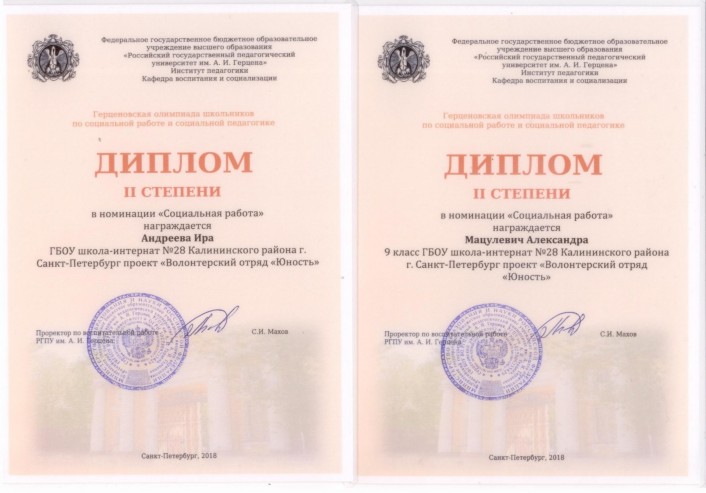 Федеральное государственное бюджетное образовательное
учреждение высшего образования
«Российский государственный педагогический
университет им. А. И. Герцена»
Институт педагогики
Кафедра воспитания и социализации
Герценовская олимпиада школьников
по социальной работе и социальной педагогике
ДИПЛОМ
II СТЕПЕНИ
в номинации «Социальная работа»
награждается
Андреева Ира
ГБОУ школа-интернат №28 Калининского района г.
Санкт-Петербург проект «Волонтерский отряд «Юность»
Проректор по воспитательной работе
РГПУ им. А. И. Герцена
С.И. Махов
Санкт-Петербург, 2018
Федеральное государственное бюджетное образовательное
учреждение высшего образования
«Российский государственный педагогический
университет им. А. И. Герцена»
Институт педагогики
Кафедра воспитания и социализации
Герценовская олимпиада школьников
по социальной работе и социальной педагогике
ДИПЛОМ
II СТЕПЕНИ
в номинации «Социальная работа»
награждается
Мацулевич Александра
9 класс ГБОУ школа-интернат №28 Калининского района
г. Санкт-Петербург проект «Волонтерский отряд
«Юность»
Проректор по воспитательной работе
РГПУ им. А. И. Герцена
С.И. Махов
Санкт-Петербург, 2018